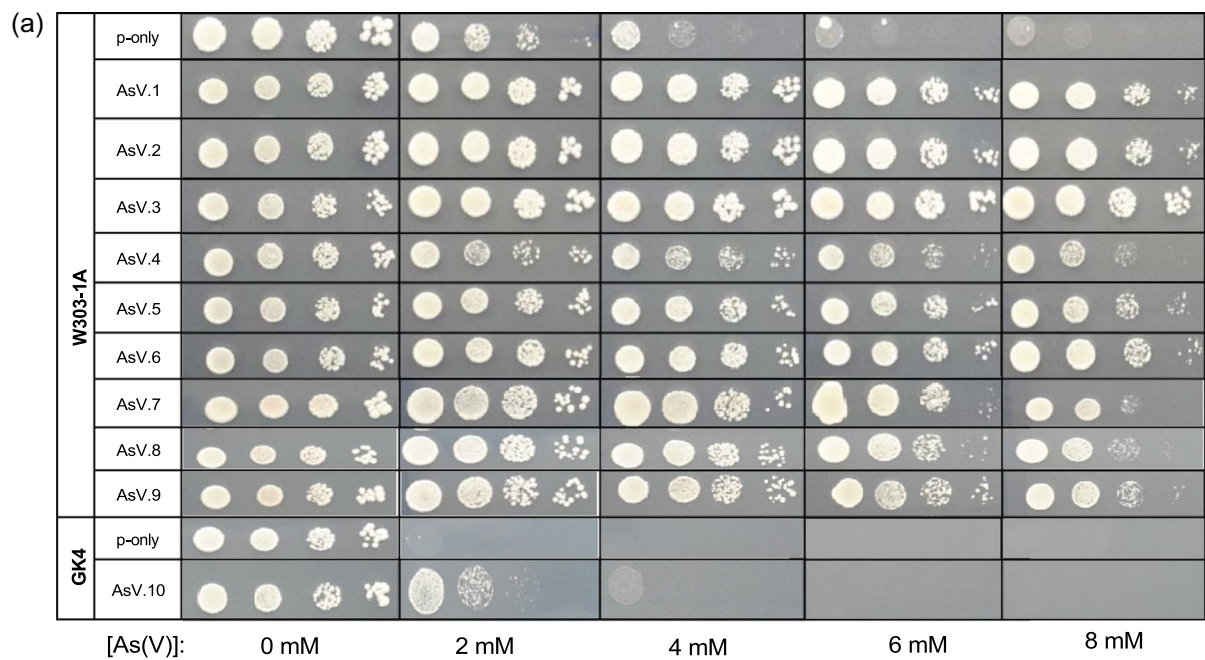 (a)
W303-1A
p-only
AsV.1
AsV.2
AsV.3
AsV.4
AsV.5
AsV.6
AsV.7
AsV.8
AsV.9
GK4
p-only
AsV.10
[As(V)]: 0 mM 2 mM 4 mM 6 mM 8 mM